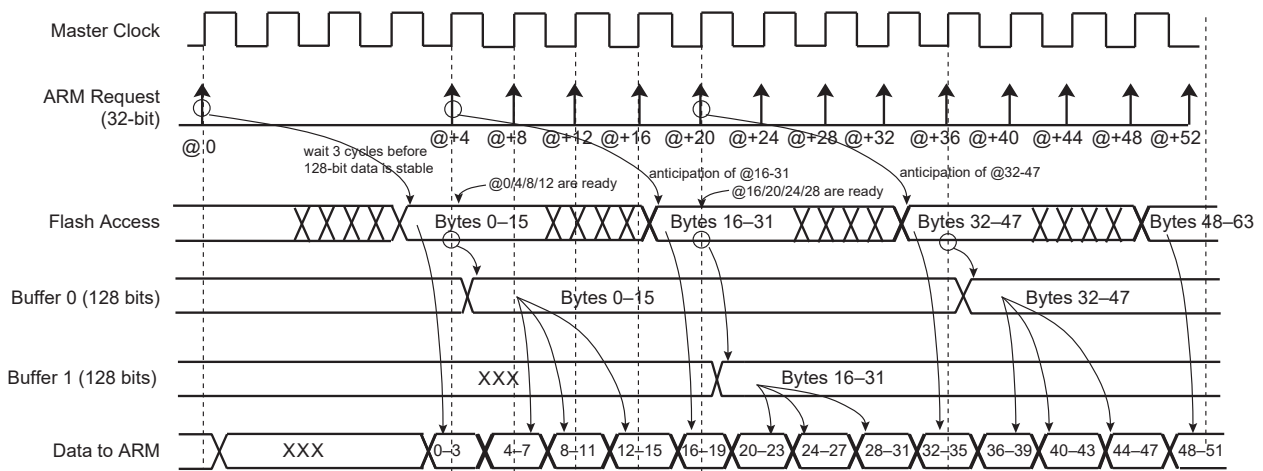 Master Clock
ARM Request
(32-bit)
@ 0
@+4
@+8
@+12
@+16
@+20
@+24
@+28
@+32
@+36
@+40
@+44
@+48
@+52
wait 3 cycles before
128-bit data is stable
@0/4/8/12 are ready
anticipation of @16-31
@16/20/24/28 are ready
anticipation of @32-47
Flash Access
Bytes 0–15
Bytes 16–31
Bytes 32–47
Bytes 48–63
Buffer 0 (128 bits)
Bytes 0–15
Bytes 32–47
Buffer 1 (128 bits)
XXX
Bytes 16–31
Data to ARM
XXX
0–3
4–7
8–11
12–15
16–19
20–23
24–27
28–31
32–35
36–39
40–43
44–47
48–51